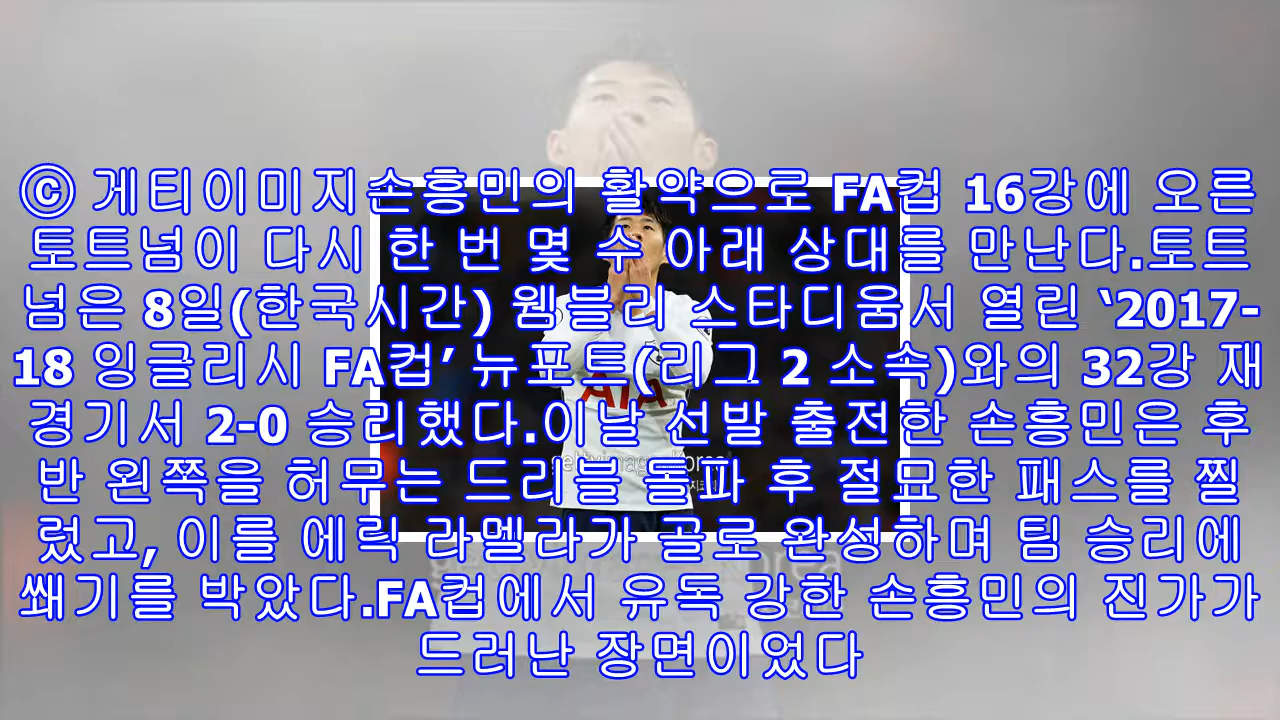 ⓒ 게티이미지손흥민의 활약으로 FA컵 16강에 오른
토트넘이 다시 한 번 몇 수 아래 상대를 만난다.토트
넘은 8일(한국시간) 웸블리 스타디움서 열린 ‘2017-
18 잉글리시 FA컵’ 뉴포트(리그 2 소속)와의 32강 재
경기서 2-0 승리했다.이날 선발 출전한 손흥민은 후
반 왼쪽을 허무는 드리블 돌파 후 절묘한 패스를 찔
렀고, 이를 에릭 라멜라가 골로 완성하며 팀 승리에
쐐기를 박았다.FA컵에서 유독 강한 손흥민의 진가가
드러난 장면이었다
AIA